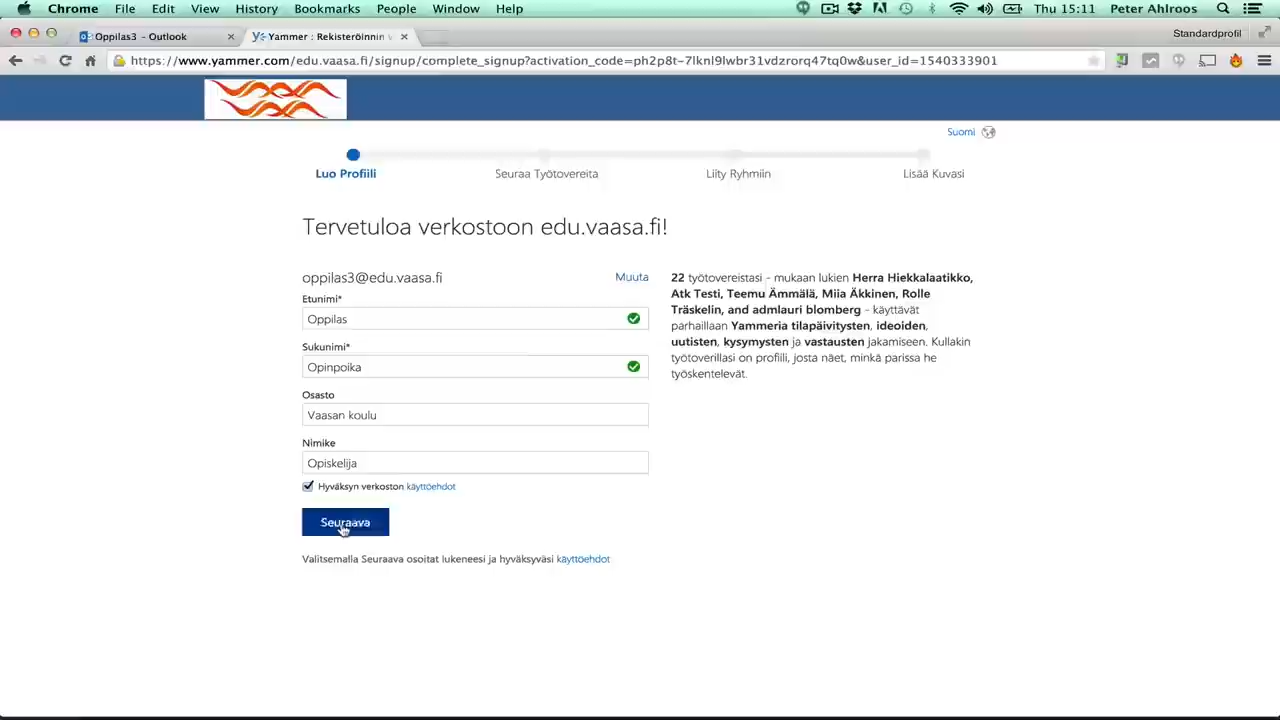 Chrome File Edit View History Bookmarks People Window Help Thu 15:11 Peter Ahlroos
Oppilas3 - Outlook
Yammer : Rekisteröinnin v
Standardprofil
https://www.yammer.com/edu.vaasa.fi/signup/complete_signup?activation_code=ph2p8t-7lknl9lwbr31vdzrorq47tq0w&user_id=1540333901
Suomi
Luo Profiili
Seuraa Työtovereita
Liity Ryhmiin
Lisää Kuvasi
Tervetuloa verkostoon edu.vaasa.fi!
oppilas3@edu.vaasa.fi Muuta
Etunimi*
Oppilas
Sukunimi*
Opinpoika
Osasto
Vaasan koulu
Nimike
Opiskelija
Hyväksyn verkoston käyttöehdot
Seuraava
Valitsemalla Seuraava osoitat lukeneesi ja hyväksyväsi käyttöehdot
22 työtovereistasi - mukaan lukien Herra Hiekkalaatikko,
Atk Testi, Teemu Ämmälä, Miia Äkkinen, Rolle
Träskelin, and admlauri blomberg - käyttävät
parhaillaan Yammeria tilapäivitysten, ideoiden,
uutisten, kysymysten ja vastausten jakamiseen. Kullakin
työtoverillasi on profiili, josta näet, minkä parissa he
työskentelevät.